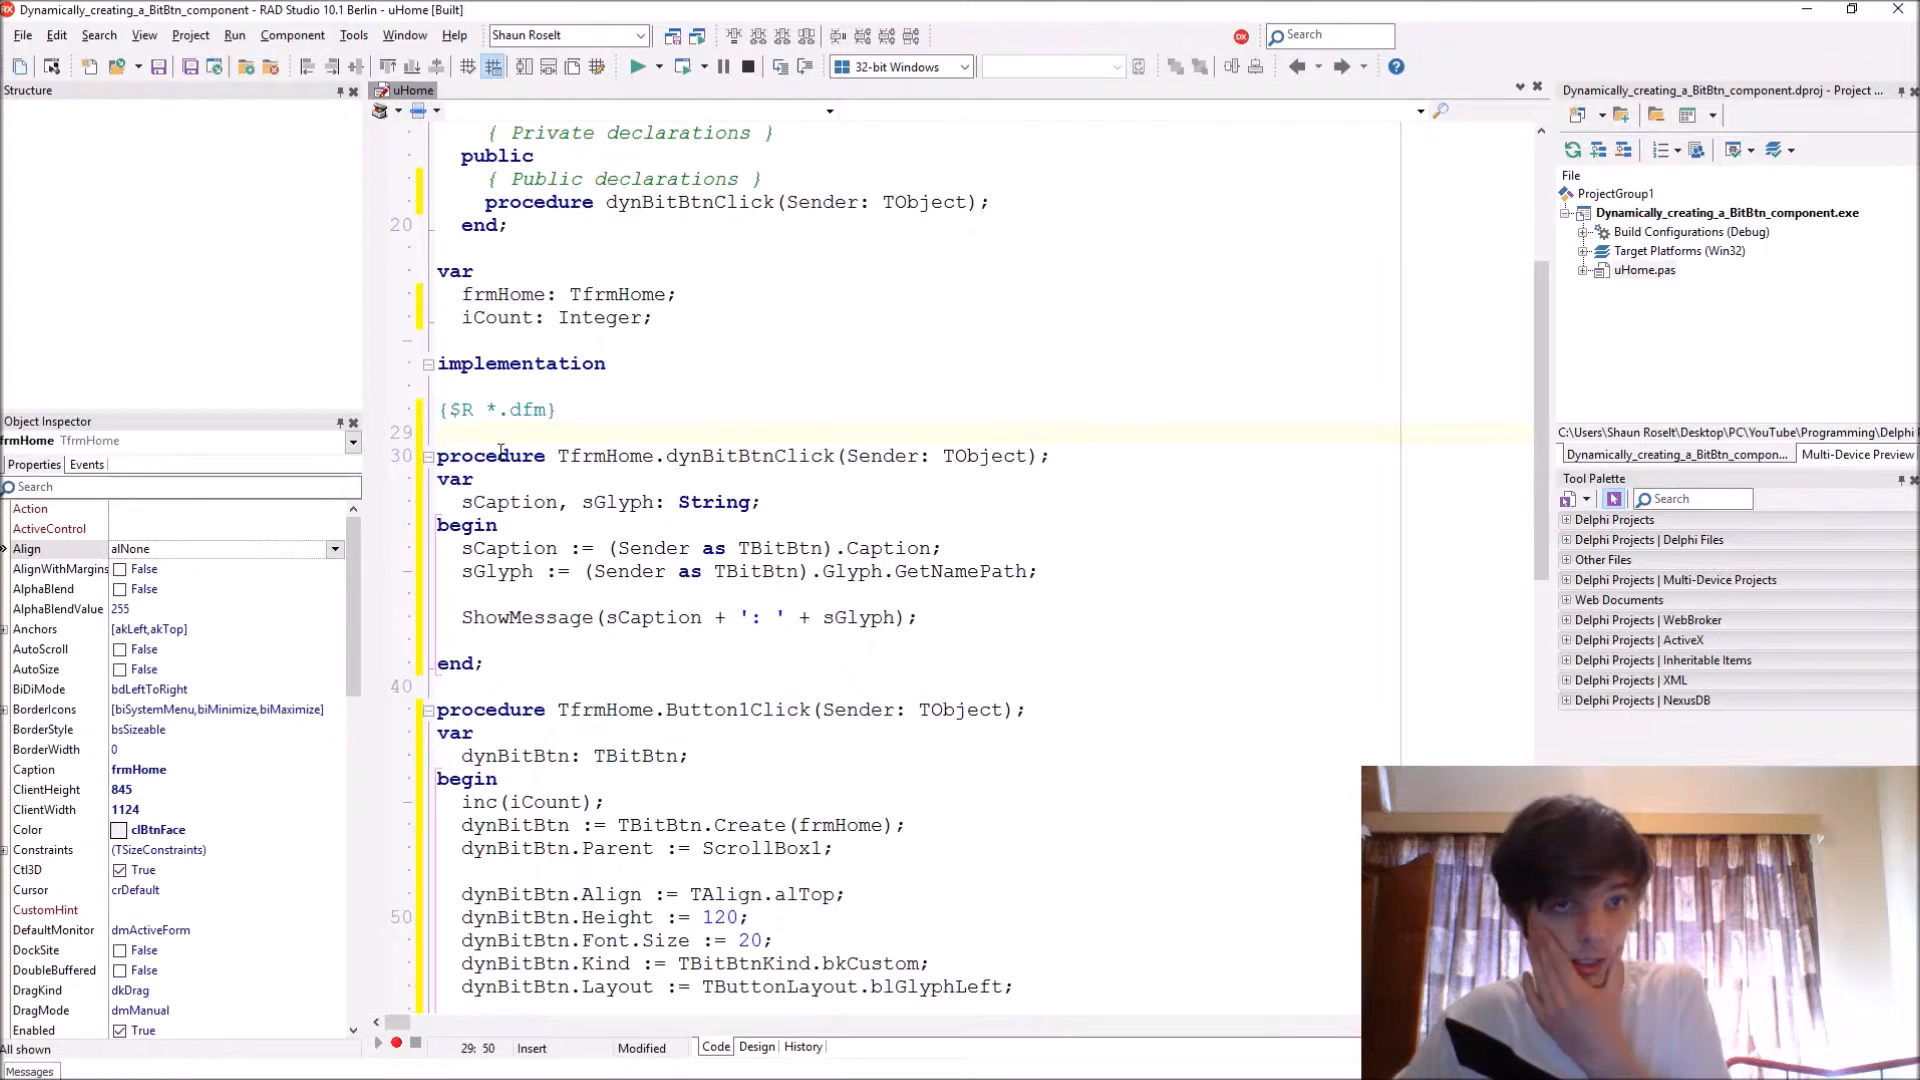 Dynamically_creating_a_BitBtn_component - RAD Studio 10.1 Berlin - uHome [Built]
File Edit Search View Project Run Component Tools Window Help Shaun Roselt Search
32-bit Windows
Structure
uHome
Dynamically_creating_a_BitBtn_component.dproj - Project ...
{ Private declarations }
public
{ Public declarations }
procedure dynBitBtnClick(Sender: TObject);
20 end;
var
frmHome: TfrmHome;
iCount: Integer;
implementation
{$R *.dfm}
29
30 procedure TfrmHome.dynBitBtnClick(Sender: TObject);
var
sCaption, sGlyph: String;
begin
sCaption := (Sender as TBitBtn).Caption;
sGlyph := (Sender as TBitBtn).Glyph.GetNamePath;
ShowMessage(sCaption + ': ' + sGlyph);
end;
40
procedure TfrmHome.Button1Click(Sender: TObject);
var
dynBitBtn: TBitBtn;
begin
inc(iCount);
dynBitBtn := TBitBtn.Create(frmHome);
dynBitBtn.Parent := ScrollBox1;
dynBitBtn.Align := TAlign.alTop;
50 dynBitBtn.Height := 120;
dynBitBtn.Font.Size := 20;
dynBitBtn.Kind := TBitBtnKind.bkCustom;
dynBitBtn.Layout := TButtonLayout.blGlyphLeft;
29: 50 Insert Modified Code Design History
Object Inspector
frmHome TfrmHome
Properties Events
Search
Action
ActiveControl
Align alNone
AlignWithMargins False
AlphaBlend False
AlphaBlendValue 255
Anchors [akLeft,akTop]
AutoScroll False
AutoSize False
BiDiMode bdLeftToRight
BorderIcons [biSystemMenu,biMinimize,biMaximize]
BorderStyle bsSizeable
BorderWidth 0
Caption frmHome
ClientHeight 845
ClientWidth 1124
Color clBtnFace
Constraints (TSizeConstraints)
Ctl3D True
Cursor crDefault
CustomHint
DefaultMonitor dmActiveForm
DockSite False
DoubleBuffered False
DragKind dkDrag
DragMode dmManual
Enabled True
All shown
Messages
File
ProjectGroup1
Dynamically_creating_a_BitBtn_component.exe
Build Configurations (Debug)
Target Platforms (Win32)
uHome.pas
C:\Users\Shaun Roselt\Desktop\PC\YouTube\Programming\Delphi
Dynamically_creating_a_BitBtn_compon... Multi-Device Preview
Tool Palette
Search
Delphi Projects
Delphi Projects | Delphi Files
Other Files
Delphi Projects | Multi-Device Projects
Web Documents
Delphi Projects | WebBroker
Delphi Projects | ActiveX
Delphi Projects | Inheritable Items
Delphi Projects | XML
Delphi Projects | NexusDB